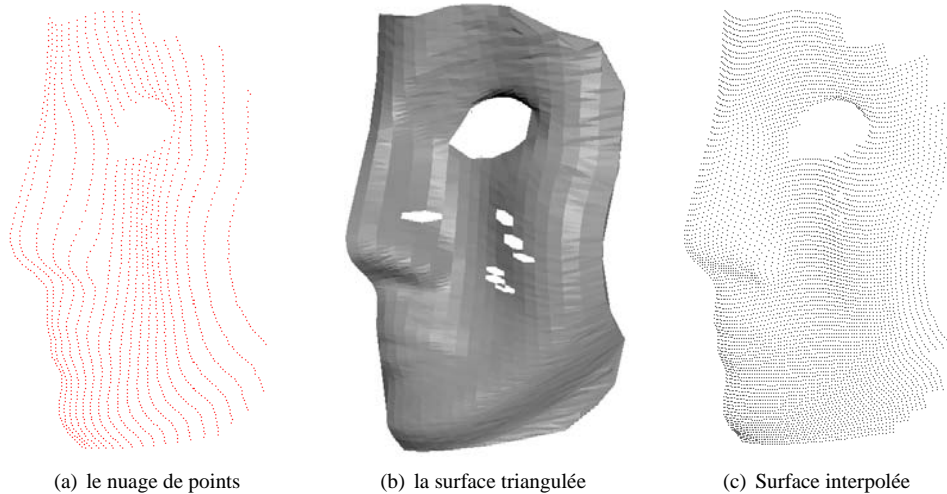 (a) le nuage de points
(b) la surface triangulée
(c) Surface interpolée